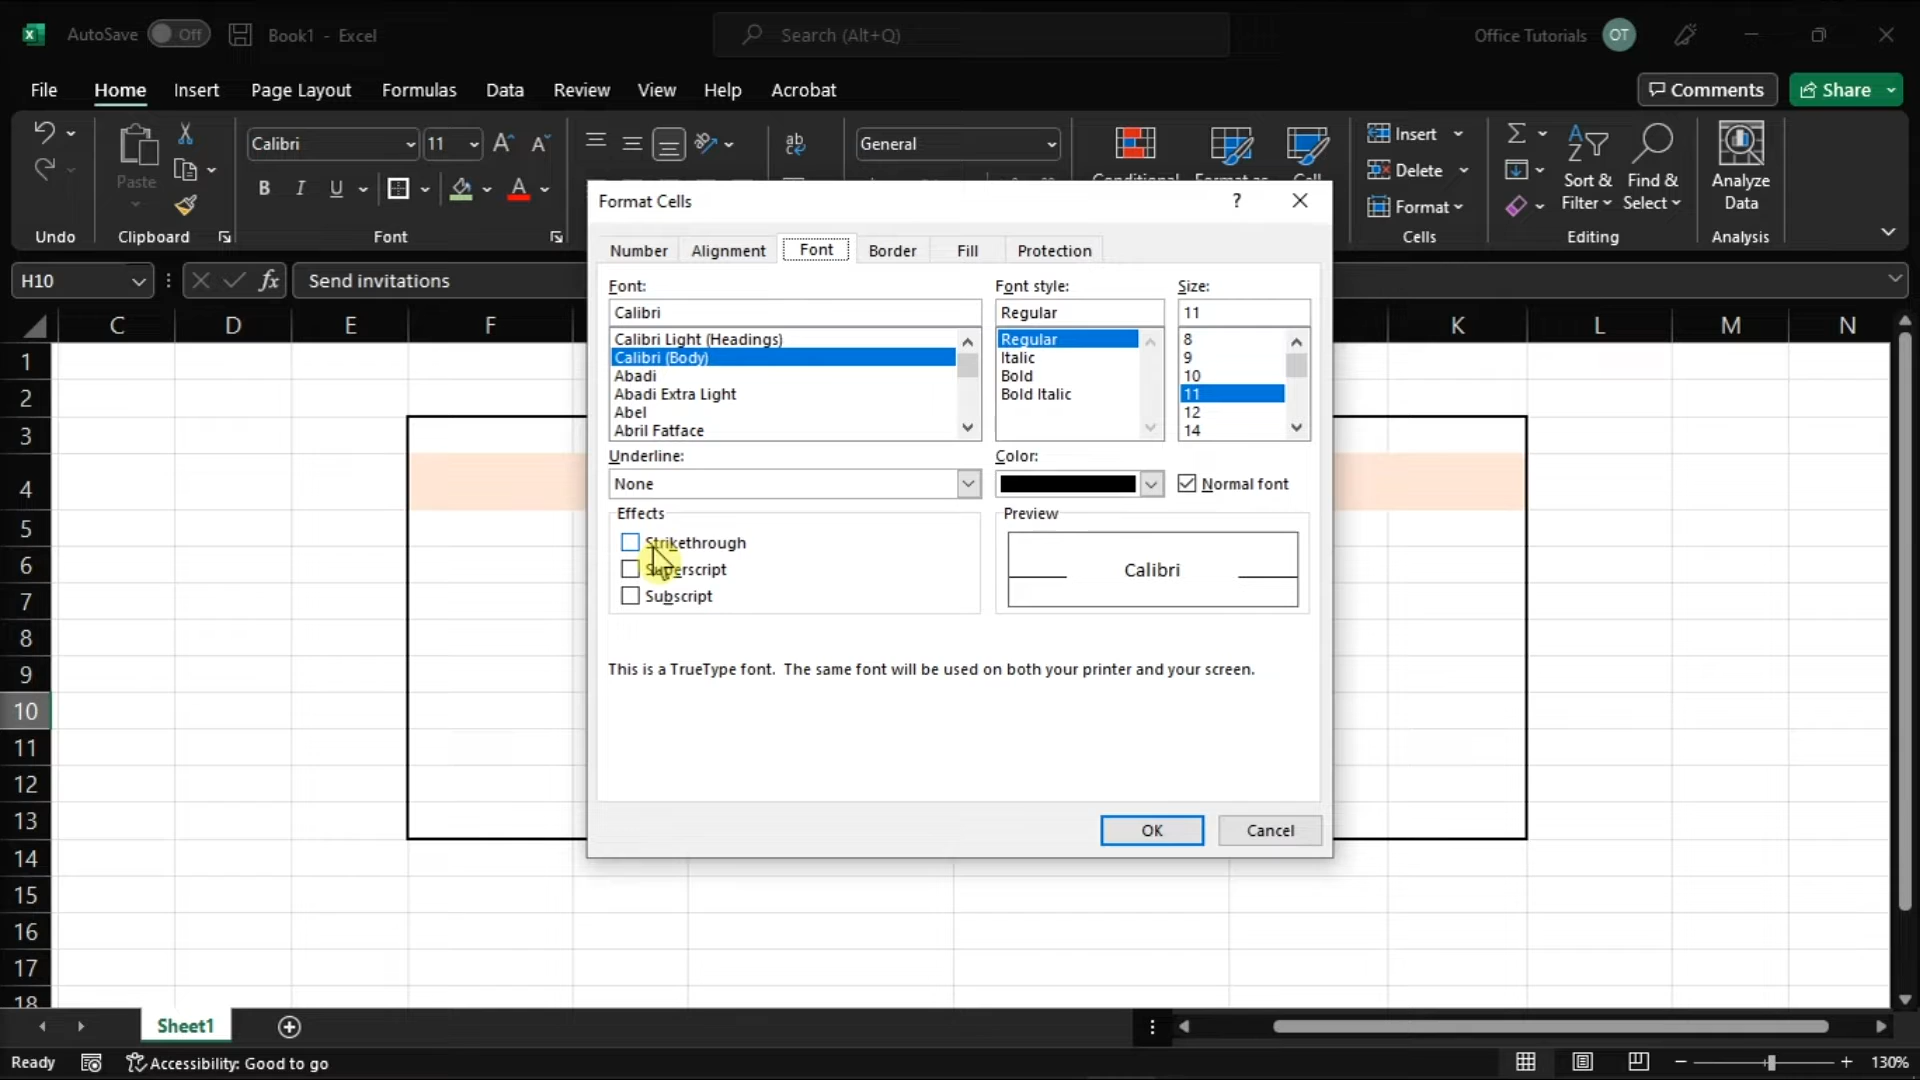 AutoSave Off Book1 - Excel Search (Alt+Q) Office Tutorials OT
File Home Insert Page Layout Formulas Data Review View Help Acrobat Comments Share
Calibri 11 ab General Insert
Paste Delete Sort & Find & Analyze
B I U A Format Filter Select Data
Undo Clipboard Font Cells Editing Analysis
H10 fx Send invitations
Format Cells ?
Number Alignment Font Border Fill Protection
Font: Font style: Size:
Calibri Regular 11
Calibri Light (Headings) Regular 8
Calibri (Body) Italic 9
Abadi Bold 10
Abadi Extra Light Bold Italic 11
Abel 12
Abril Fatface 14
Underline: Color:
None Normal font
Effects Preview
Strikethrough
Superscript Calibri
Subscript
This is a TrueType font. The same font will be used on both your printer and your screen.
OK Cancel
C D E F K L M N
1
2
3
4
5
6
7
8
9
10
11
12
13
14
15
16
17
18
Sheet1
Ready Accessibility: Good to go 130%